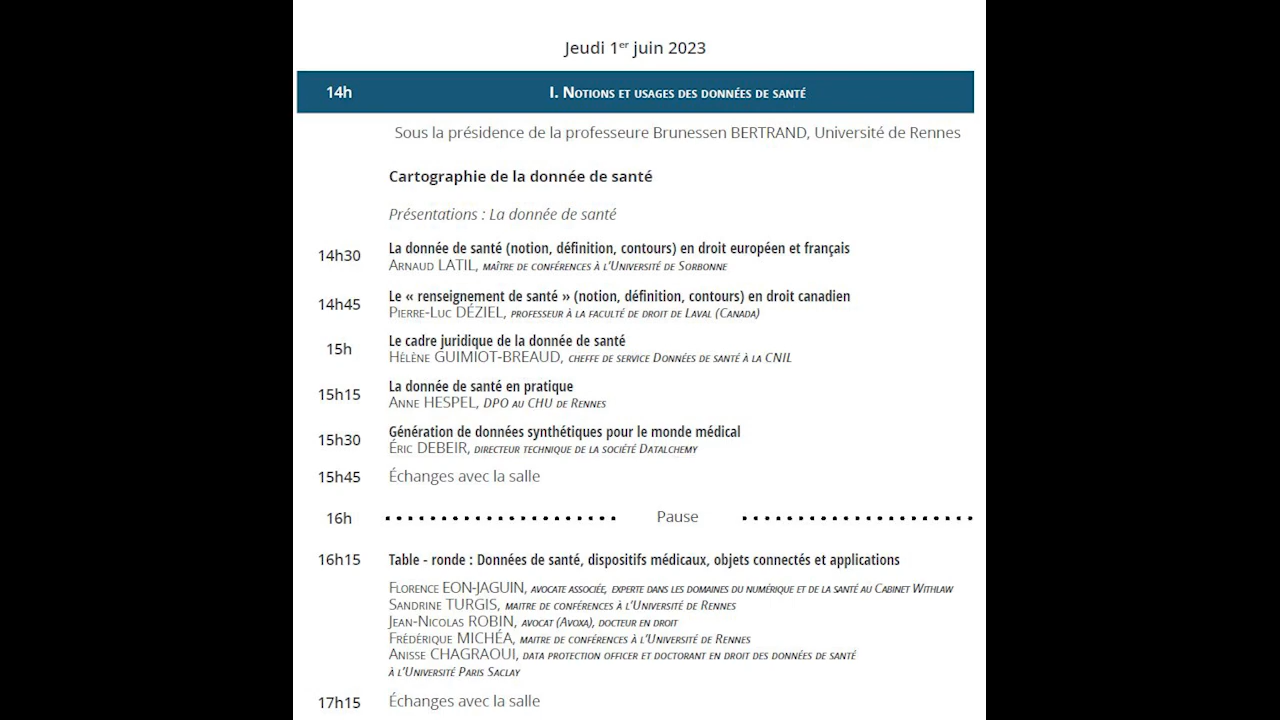 Jeudi 1er juin 2023
14h I. Notions et usages des données de santé
Sous la présidence de la professeure Brunessen BERTRAND, Université de Rennes
Cartographie de la donnée de santé
Présentations : La donnée de santé
14h30 La donnée de santé (notion, définition, contours) en droit européen et français
Arnaud LATIL, maître de conférences à l'Université de Sorbonne
14h45 Le « renseignement de santé » (notion, définition, contours) en droit canadien
Pierre-Luc DÉZIEL, professeur à la faculté de droit de Laval (Canada)
15h Le cadre juridique de la donnée de santé
Hélène GUIMIOT-BREAUD, cheffe de service Données de santé à la CNIL
15h15 La donnée de santé en pratique
Anne HESPEL, DPO au CHU de Rennes
15h30 Génération de données synthétiques pour le monde médical
Éric DEBEIR, directeur technique de la société Datalchemy
15h45 Échanges avec la salle
16h Pause
16h15 Table - ronde : Données de santé, dispositifs médicaux, objets connectés et applications
Florence EON-JAGUIN, avocate associée, experte dans les domaines du numérique et de la santé au Cabinet Withlaw
Sandrine TURGIS, maitre de conférences à l'Université de Rennes
Jean-Nicolas ROBIN, avocat (Avoxa), docteur en droit
Frédérique MICHÉA, maitre de conférences à l'Université de Rennes
Anisse CHAGRAOUI, data protection officer et doctorant en droit des données de santé
à l'Université Paris Saclay
17h15 Échanges avec la salle